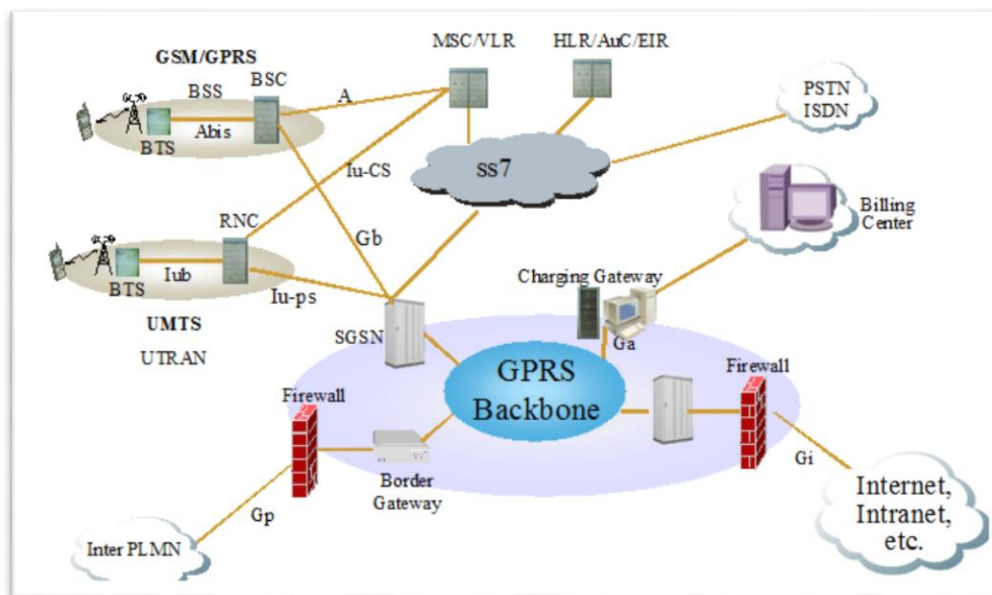 MSC/VLR
HLR/AuC/EIR
GSM/GPRS
BSC
BSS
A
PSTN
ISDN
Abis
BTS
ss7
Iu-CS
RNC
Gb
Billing
Center
Iub
BTS
Iu-ps
Charging Gateway
UMTS
SGSN
Ga
UTRAN
GPRS
Backbone
Firewall
Firewall
Gi
Border
Gateway
Internet,
Intranet,
etc.
Gp
Inter PLMN